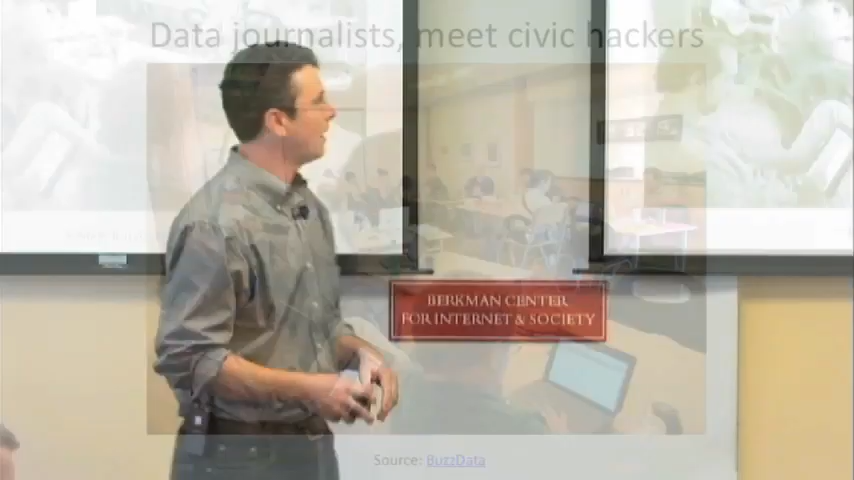 Data journalists, meet civic hackers
BERKMAN CENTER
FOR INTERNET & SOCIETY
Source: BuzzData